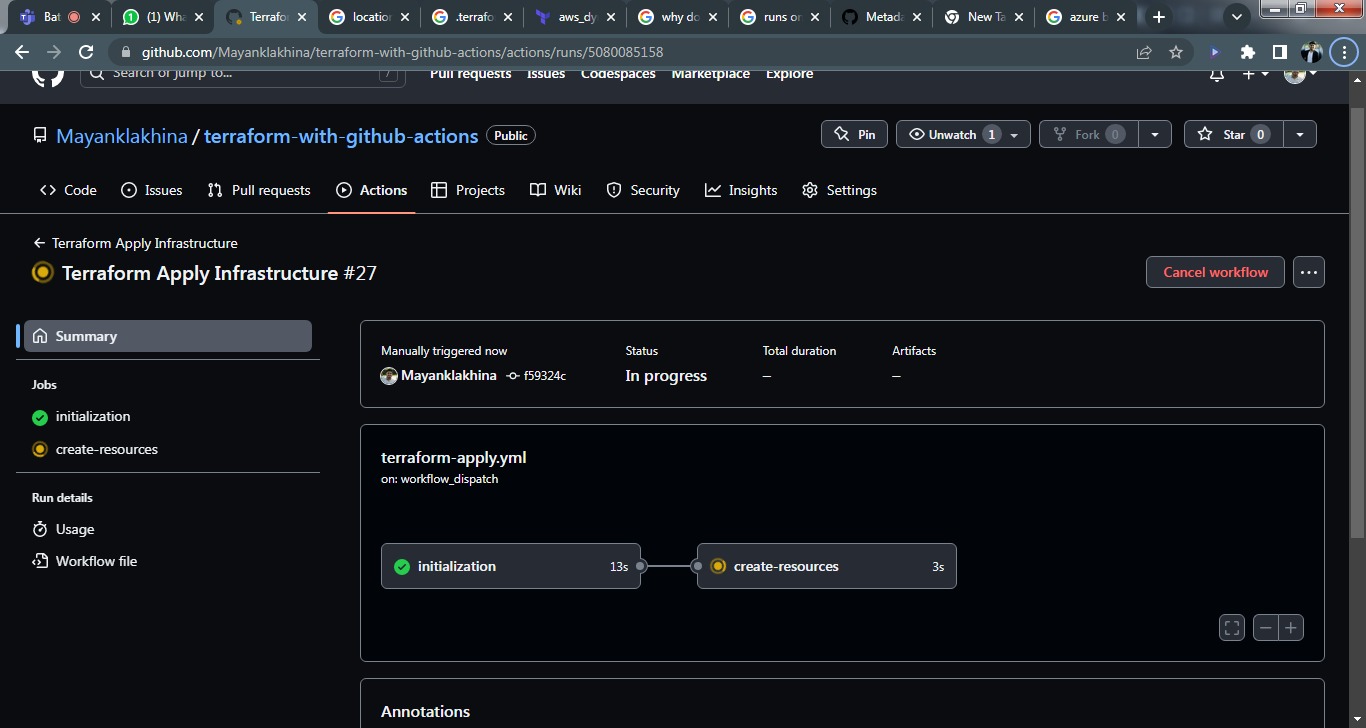 Bat
(1) Wha
Terrafor
location
.terrafo
aws_dy
why do
runs on
Metada
New Ta
azure b
github.com/Mayanklakhina/terraform-with-github-actions/actions/runs/5080085158
Search or jump to...
/
Pull requests
Issues
Codespaces
Marketplace
Explore
Mayanklakhina / terraform-with-github-actions
Public
Pin
Unwatch 1
Fork 0
Star 0
Code
Issues
Pull requests
Actions
Projects
Wiki
Security
Insights
Settings
Terraform Apply Infrastructure
Terraform Apply Infrastructure #27
Cancel workflow
Summary
Jobs
initialization
create-resources
Run details
Usage
Workflow file
Manually triggered now
Mayanklakhina f59324c
Status
In progress
Total duration
–
Artifacts
–
terraform-apply.yml
on: workflow_dispatch
initialization 13s
create-resources 3s
Annotations